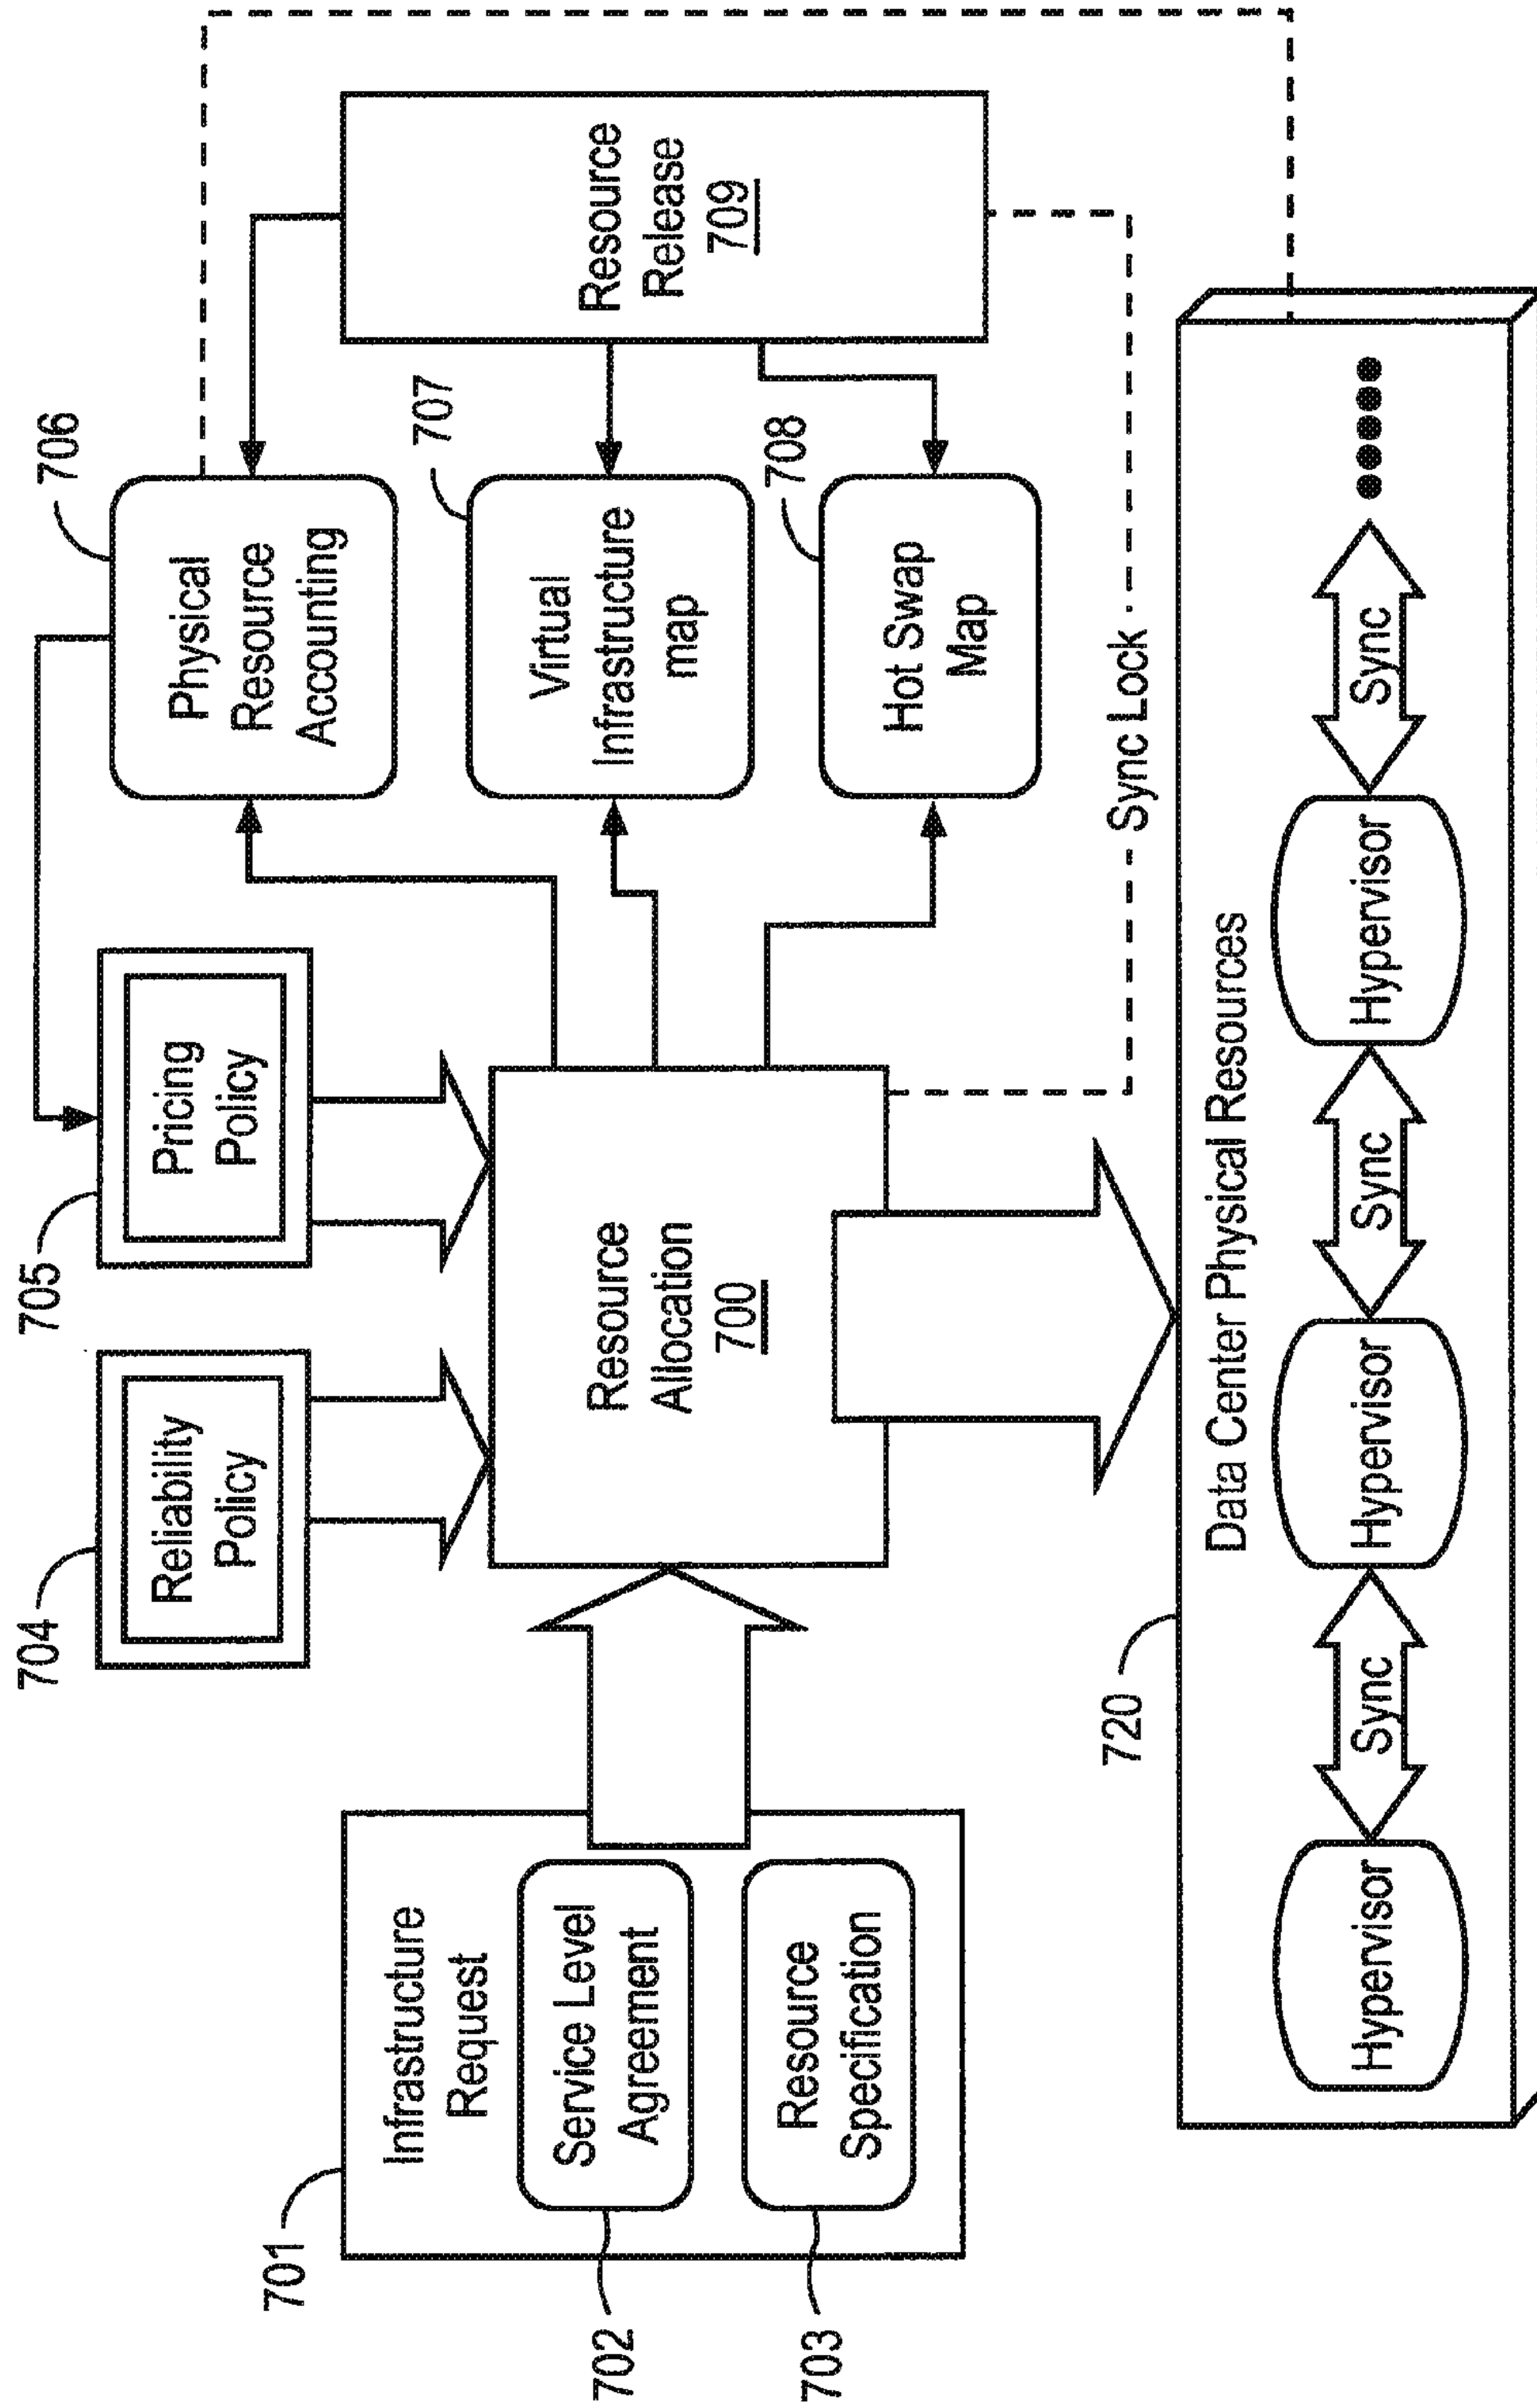 704
Reliability
Policy
705
Pricing
Policy
706
Physical
Resource
Accounting
701
Infrastructure
Request
702
Service Level
Agreement
703
Resource
Specification
Resource
Allocation
700
707
Virtual
Infrastructure
map
708
Hot Swap
Map
Resource
Release
709
Sync Lock
720
Data Center Physical Resources
Hypervisor
Sync
Hypervisor
Sync
Hypervisor
Sync